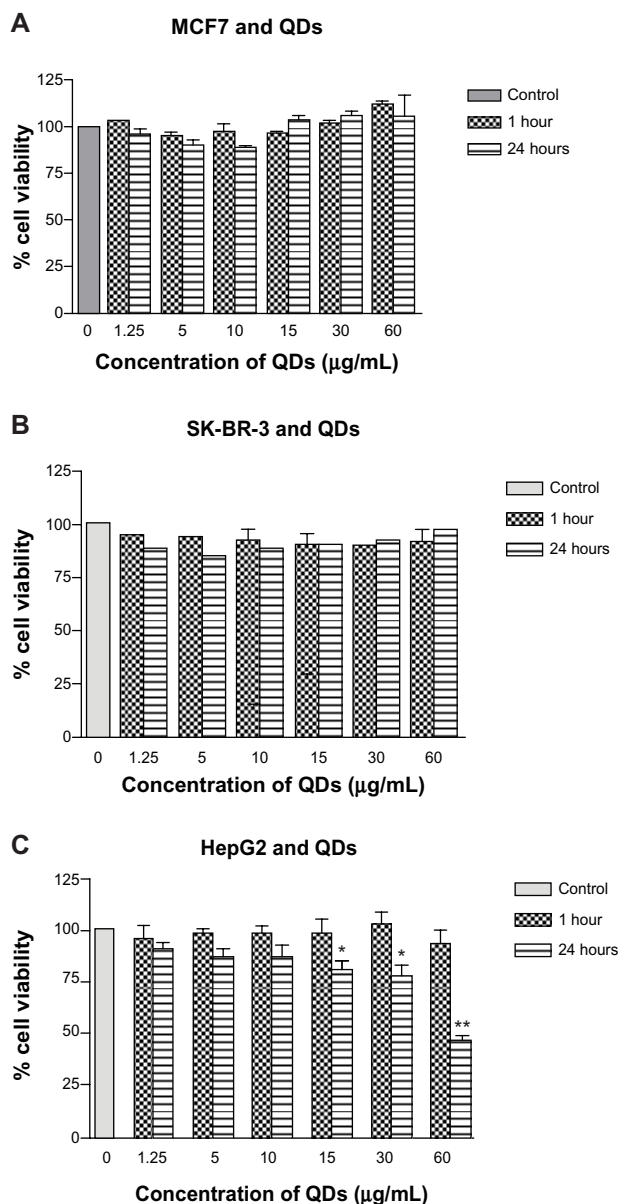 A
MCF7 and QDs
125
100
75
50
25
0
% cell viability
0 1.25 5 10 15 30 60
Concentration of QDs (μg/mL)
Control
1 hour
24 hours
B
SK-BR-3 and QDs
125
100
75
50
25
0
% cell viability
0 1.25 5 10 15 30 60
Concentration of QDs (μg/mL)
Control
1 hour
24 hours
C
HepG2 and QDs
125
100
75
50
25
0
% cell viability
* * **
0 1.25 5 10 15 30 60
Concentration of QDs (μg/mL)
Control
1 hour
24 hours